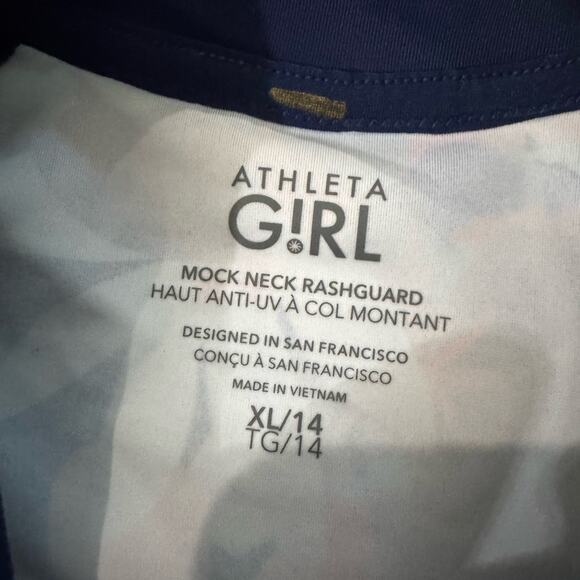 ATHLETA
G!RL
MOCK NECK RASHGUARD
HAUT ANTI-UV À COL MONTANT
DESIGNED IN SAN FRANCISCO
CONÇU À SAN FRANCISCO
MADE IN VIETNAM
XL/14
TG/14